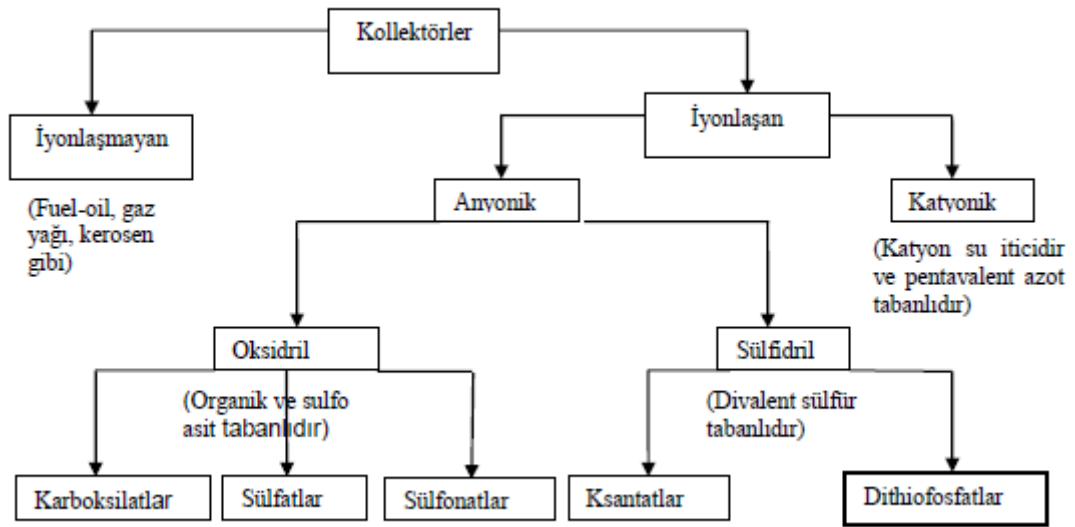 Kollektörler
İyonlaşmayan
İyonlaşan
(Fuel-oil, gaz
yağı, kerosen
gibi)
Anyonik
Katyonik
(Katyon su iticidir
ve pentavalent azot
tabanlıdır)
Oksidril
Sülfidril
(Organik ve sulfo
asit tabanlıdır)
(Divalent sülfür
tabanlıdır)
Karboksilatlar
Sülfatlar
Sülfonatlar
Ksantatlar
Dithiofosfatlar